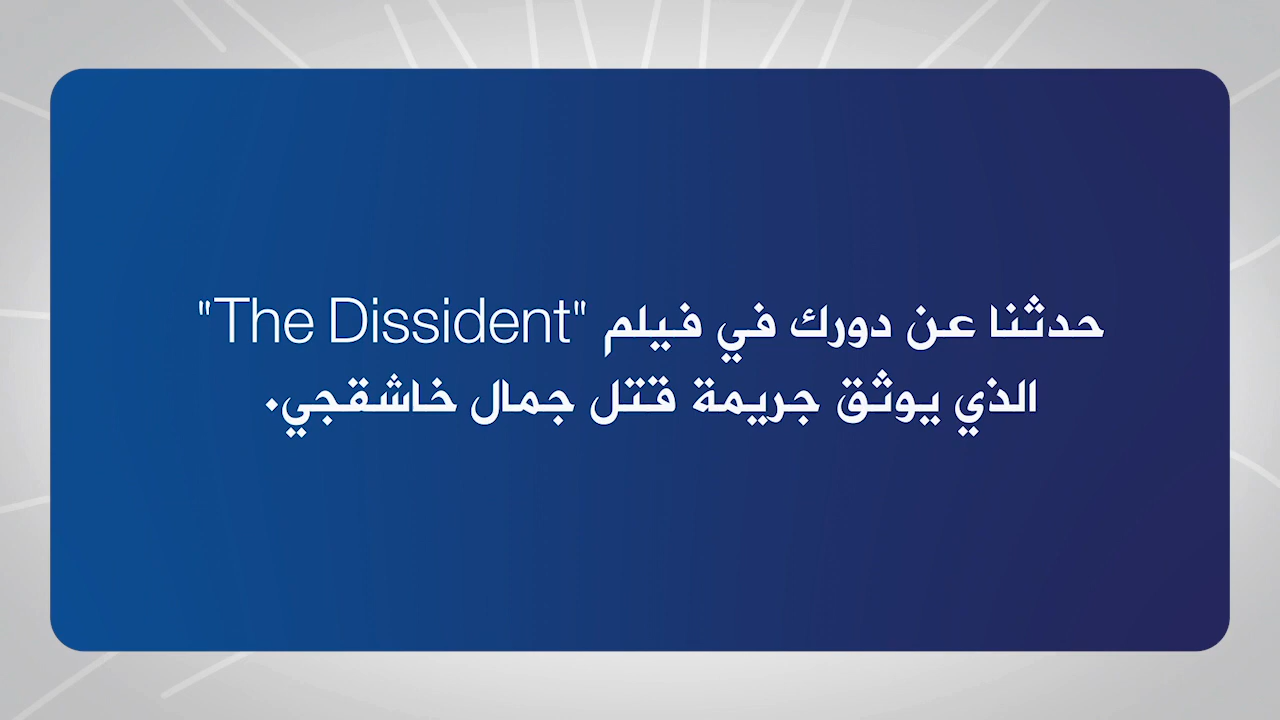 حدثنا عن دورك في فيلم "The Dissident"
الذي يوثق جريمة قتل جمال خاشقجي.